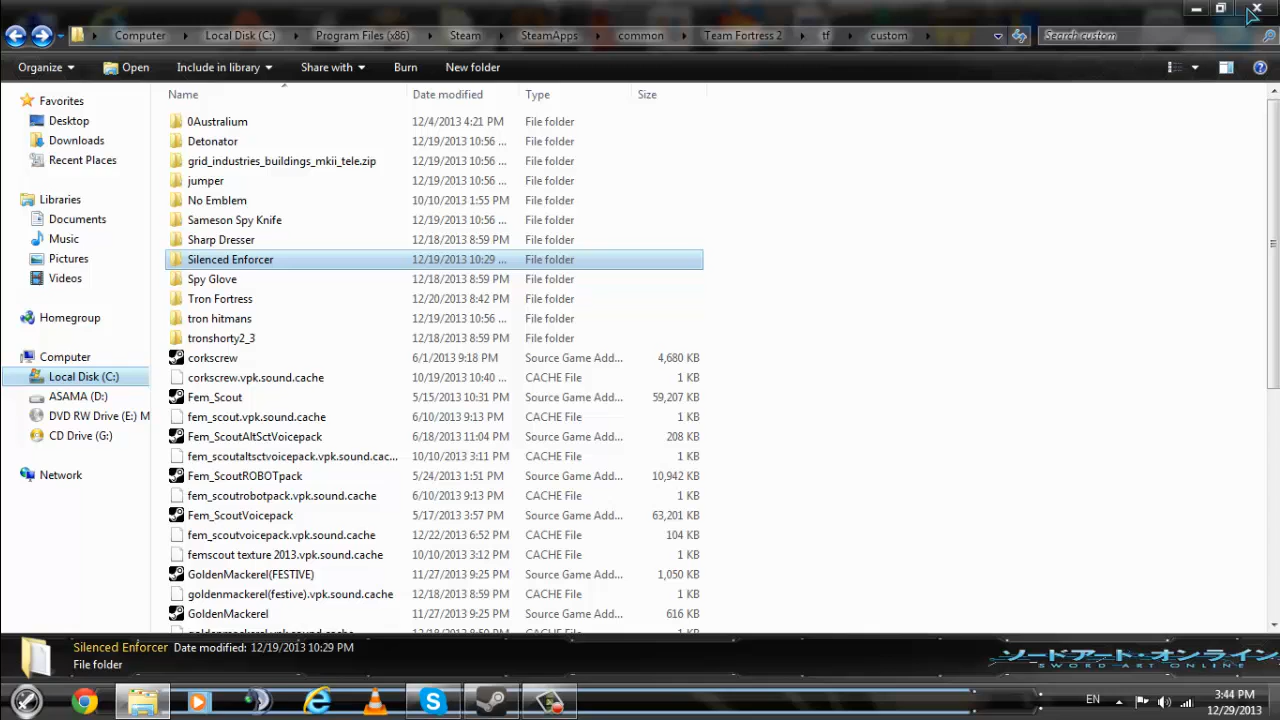 Computer Local Disk (C:) Program Files (x86) Steam SteamApps common Team Fortress 2 tf custom Search custom
Organize Open Include in library Share with Burn New folder
Name Date modified Type Size
Favorites
Desktop
Downloads
Recent Places
Libraries
Documents
Music
Pictures
Videos
Homegroup
Computer
Local Disk (C:)
ASAMA (D:)
DVD RW Drive (E:) M
CD Drive (G:)
Network
0Australium 12/4/2013 4:21 PM File folder
Detonator 12/19/2013 10:56 ... File folder
grid_industries_buildings_mkii_tele.zip 12/19/2013 10:56 ... File folder
jumper 12/19/2013 10:56 ... File folder
No Emblem 10/10/2013 1:55 PM File folder
Sameson Spy Knife 12/19/2013 10:56 ... File folder
Sharp Dresser 12/18/2013 8:59 PM File folder
Silenced Enforcer 12/19/2013 10:29 ... File folder
Spy Glove 12/18/2013 8:59 PM File folder
Tron Fortress 12/20/2013 8:42 PM File folder
tron hitmans 12/19/2013 10:56 ... File folder
tronshorty2_3 12/18/2013 8:59 PM File folder
corkscrew 6/1/2013 9:18 PM Source Game Add... 4,680 KB
corkscrew.vpk.sound.cache 10/19/2013 10:40 ... CACHE File 1 KB
Fem_Scout 5/15/2013 10:31 PM Source Game Add... 59,207 KB
fem_scout.vpk.sound.cache 6/10/2013 9:13 PM CACHE File 1 KB
Fem_ScoutAltSctVoicepack 6/18/2013 11:04 PM Source Game Add... 208 KB
fem_scoutaltsctvoicepack.vpk.sound.cac... 10/10/2013 3:11 PM CACHE File 1 KB
Fem_ScoutROBOTpack 5/24/2013 1:51 PM Source Game Add... 10,942 KB
fem_scoutrobotpack.vpk.sound.cache 6/10/2013 9:13 PM CACHE File 1 KB
Fem_ScoutVoicepack 5/17/2013 3:57 PM Source Game Add... 63,201 KB
fem_scoutvoicepack.vpk.sound.cache 12/22/2013 6:52 PM CACHE File 104 KB
femscout texture 2013.vpk.sound.cache 10/10/2013 3:12 PM CACHE File 1 KB
GoldenMackerel(FESTIVE) 11/27/2013 9:25 PM Source Game Add... 1,050 KB
goldenmackerel(festive).vpk.sound.cache 12/18/2013 8:59 PM CACHE File 1 KB
GoldenMackerel 11/27/2013 9:25 PM Source Game Add... 616 KB
goldenmackerel.vpk.sound.cache 12/18/2013 8:59 PM CACHE File 1 KB
Silenced Enforcer Date modified: 12/19/2013 10:29 PM
File folder
ソードアート・オンライン
SWORD ART ONLINE
EN
3:44 PM
12/29/2013